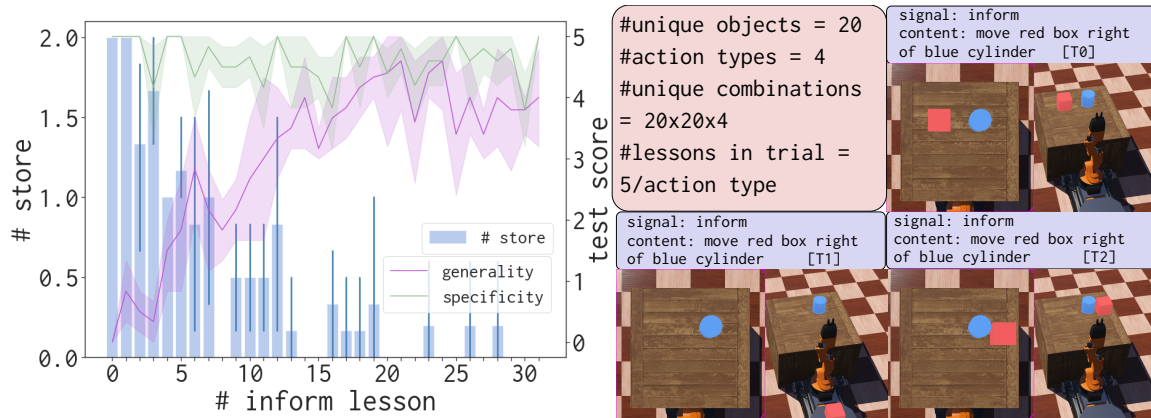 2.0
1.5
1.0
0.5
0.0
# store
0
5
10
15
20
25
30
# inform lesson
5
4
3
2
1
0
test score
# store
generality
specificity
#unique objects = 20
#action types = 4
#unique combinations
= 20x20x4
#lessons in trial =
5/action type
signal: inform
content: move red box right
of blue cylinder [T0]
signal: inform
content: move red box right
of blue cylinder [T1]
signal: inform
content: move red box right
of blue cylinder [T2]